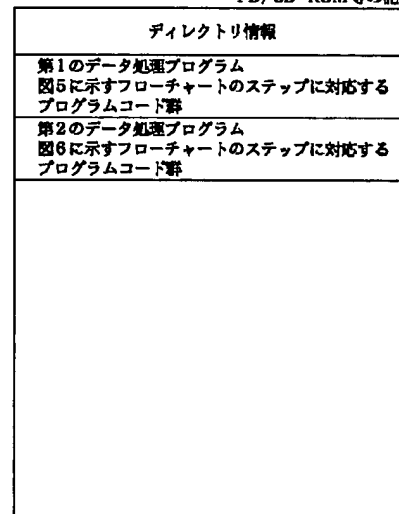 ディレクトリ情報
第1のデータ処理プログラム
図5に示すフローチャートのステップに対応する
プログラムコード群
第2のデータ処理プログラム
図6に示すフローチャートのステップに対応する
プログラムコード群